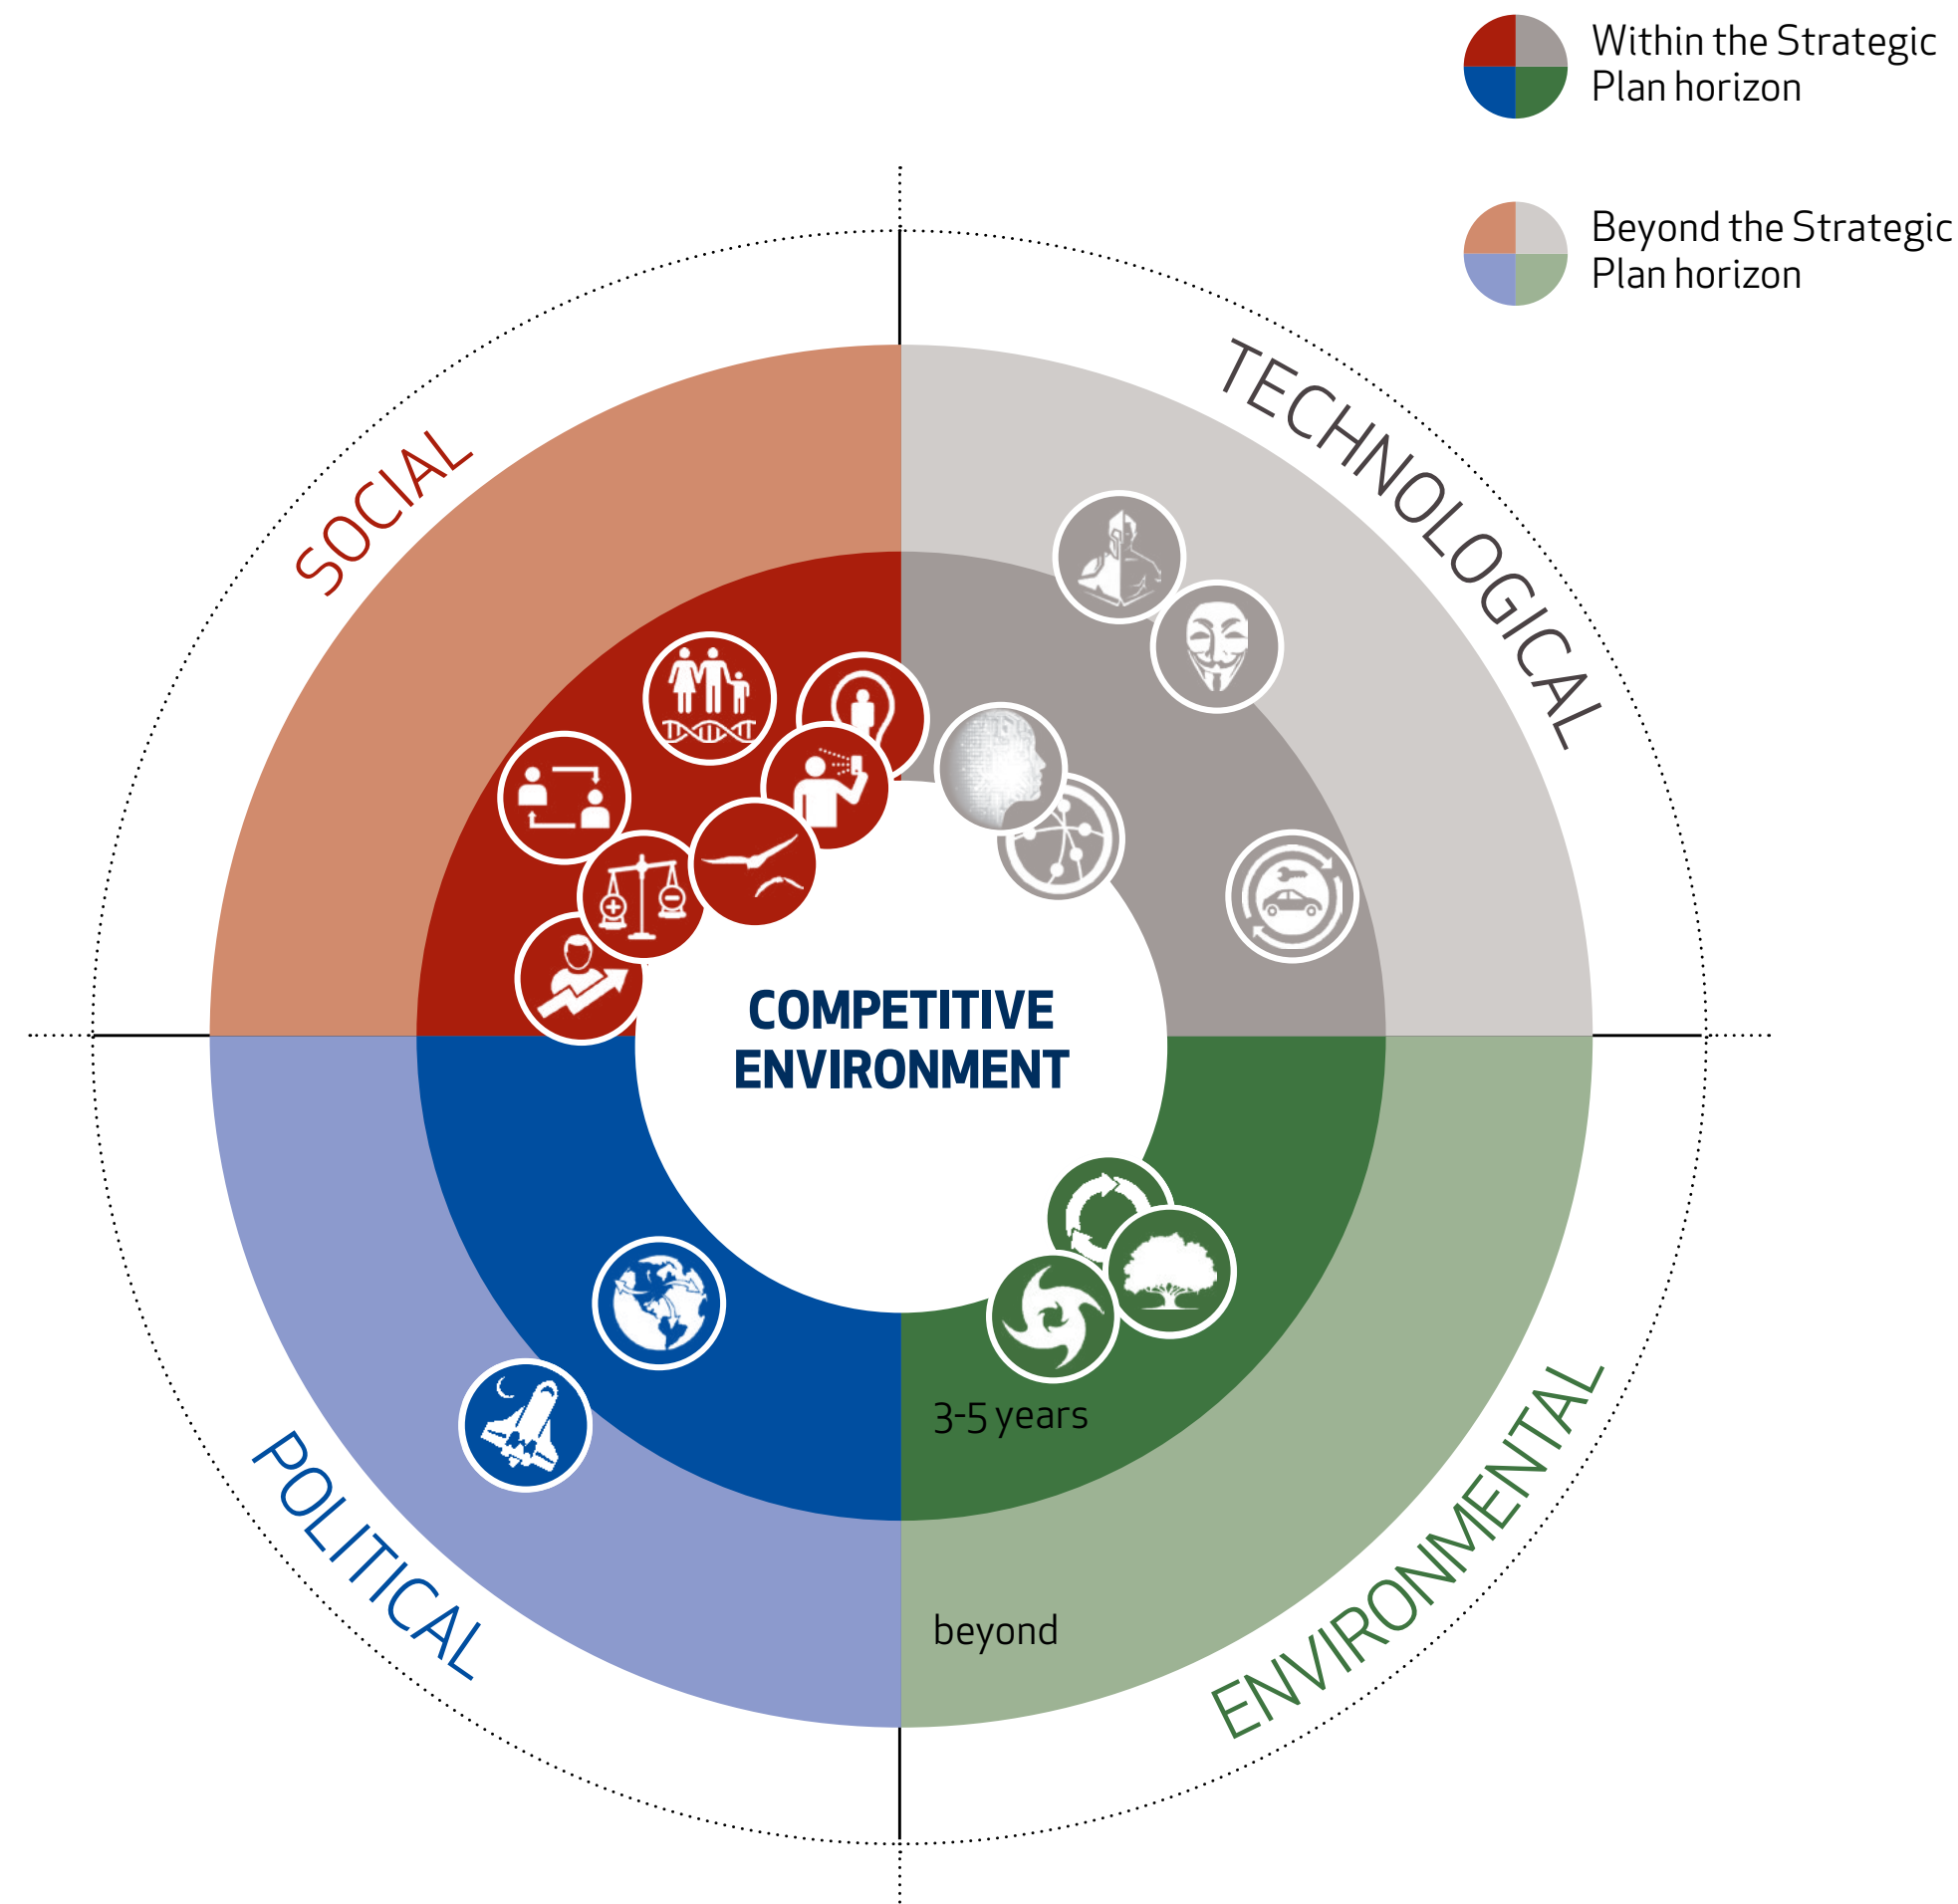 Within the Strategic
Plan horizon
Beyond the Strategic
Plan horizon
SOCIAL
TECHNOLOGICAL
COMPETITIVE
ENVIRONMENT
3-5 years
beyond
POLITICAL
ENVIRONMENTAL